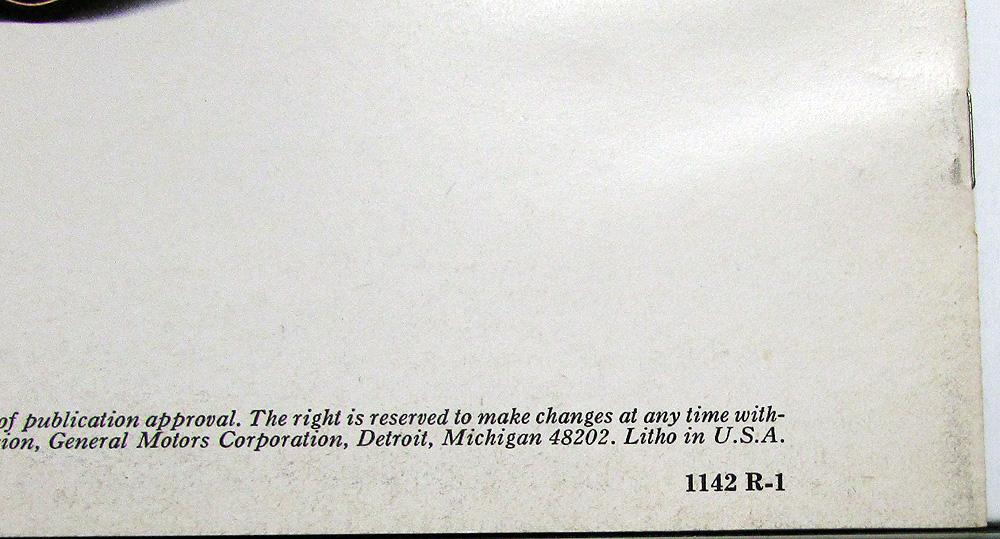 of publication approval. The right is reserved to make changes at any time with-
ion, General Motors Corporation, Detroit, Michigan 48202. Litho in U.S.A.
1142 R-1